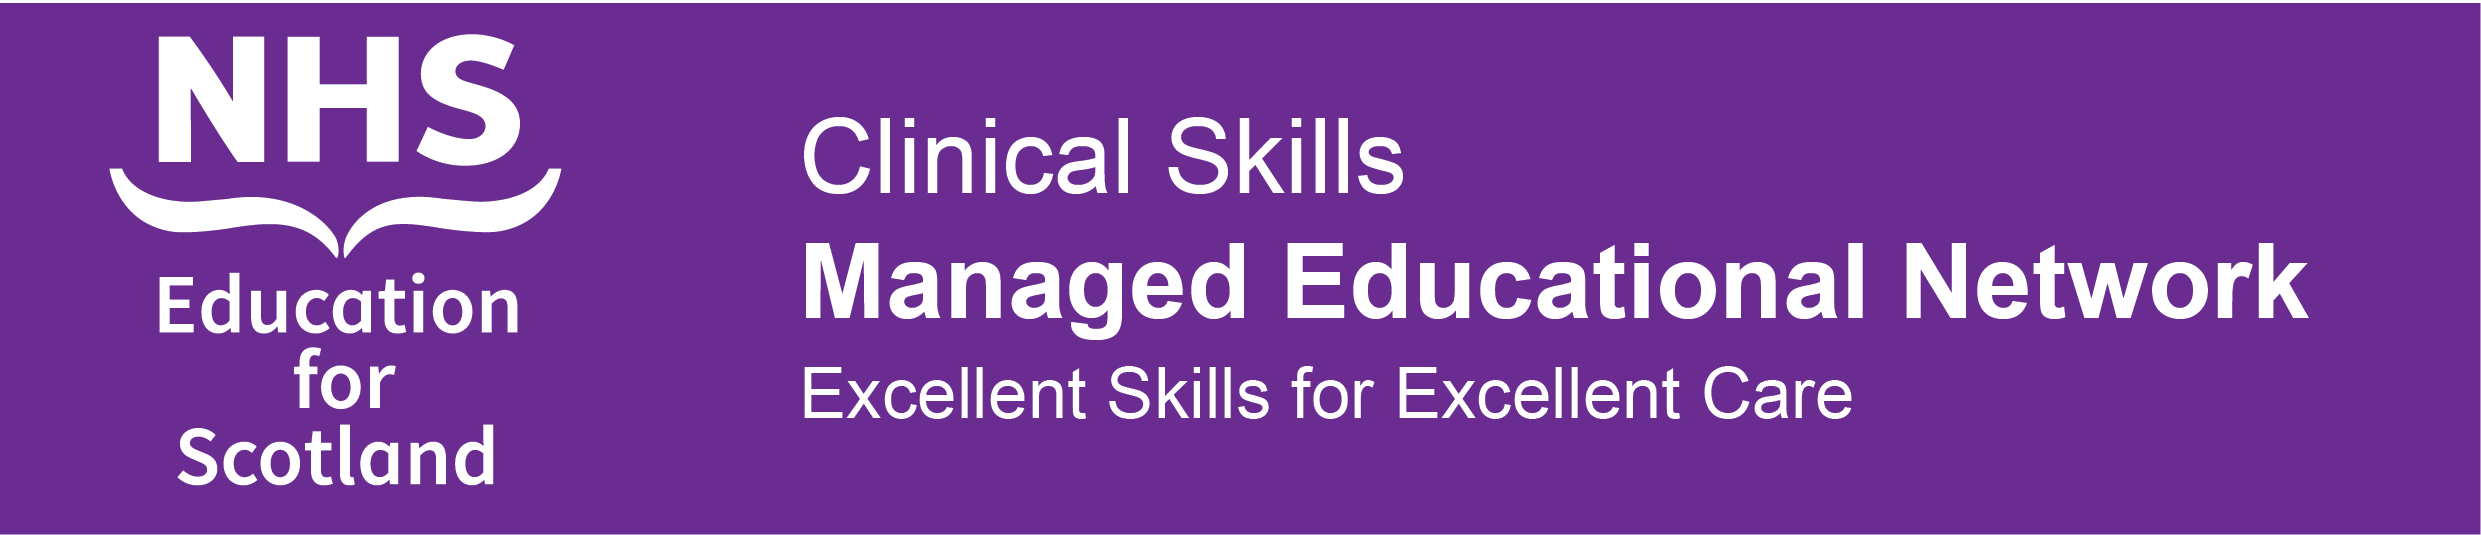 NHS
Education
for
Scotland
Clinical Skills
Managed Educational Network
Excellent Skills for Excellent Care